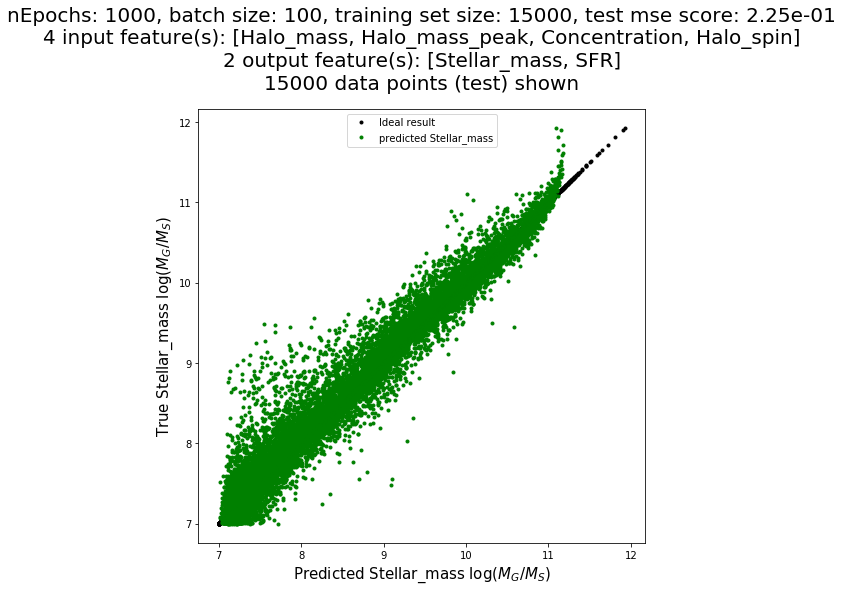 nEpochs: 1000, batch size: 100, training set size: 15000, test mse score: 2.25e-01
4 input feature(s): [Halo_mass, Halo_mass_peak, Concentration, Halo_spin]
2 output feature(s): [Stellar_mass, SFR]
15000 data points (test) shown
Ideal result
predicted Stellar_mass
12
11
10
9
8
7
True Stellar_mass log(M_G/M_S)
7 8 9 10 11 12
Predicted Stellar_mass log(M_G/M_S)